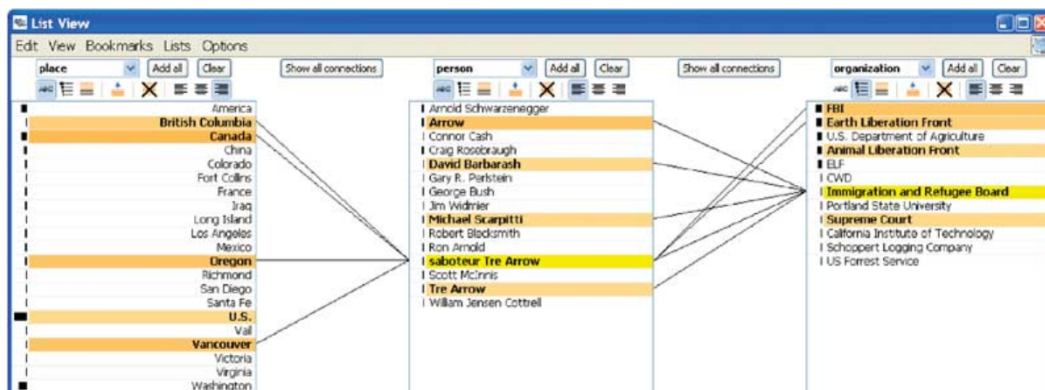 List View
Edit View Bookmarks Lists Options
place Add all Clear Show all connections person Add all Clear Show all connections organization Add all Clear
ABC ABC ABC
America
British Columbia
Canada
China
Colorado
Fort Collins
France
Iraq
Long Island
Los Angeles
Mexico
Oregon
Richmond
San Diego
Santa Fe
U.S.
Vail
Vancouver
Victoria
Virginia
Washington
Arnold Schwarzenegger
Arrow
Connor Cash
Craig Rosebraugh
David Barbarash
Gary R. Perlstein
George Bush
Jim Widmier
Michael Scarpitti
Robert Blecksmith
Ron Arnold
saboteur Tre Arrow
Scott McInnis
Tre Arrow
William Jensen Cottrell
FBI
Earth Liberation Front
U.S. Department of Agriculture
Animal Liberation Front
ELF
CWD
Immigration and Refugee Board
Portland State University
Supreme Court
California Institute of Technology
Schoppert Logging Company
US Forrest Service